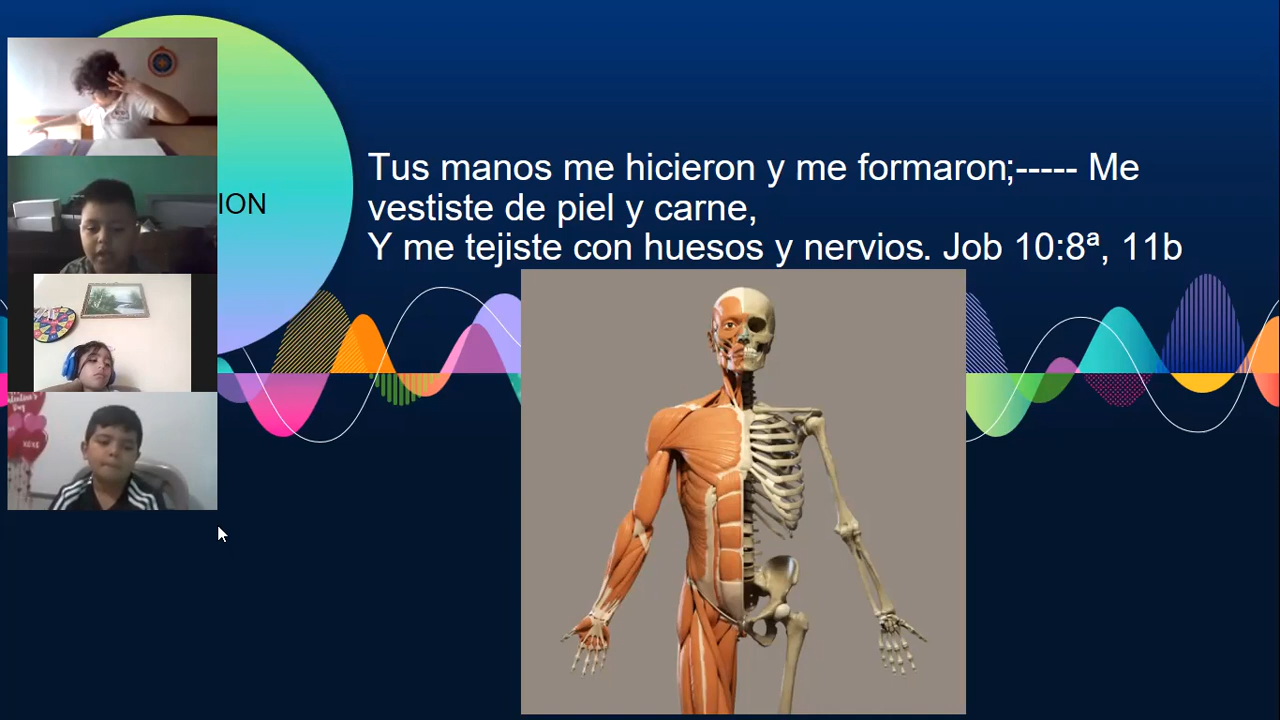 ION
Tus manos me hicieron y me formaron;----- Me
vestiste de piel y carne,
Y me tejiste con huesos y nervios. Job 10:8ª, 11b
XOXO